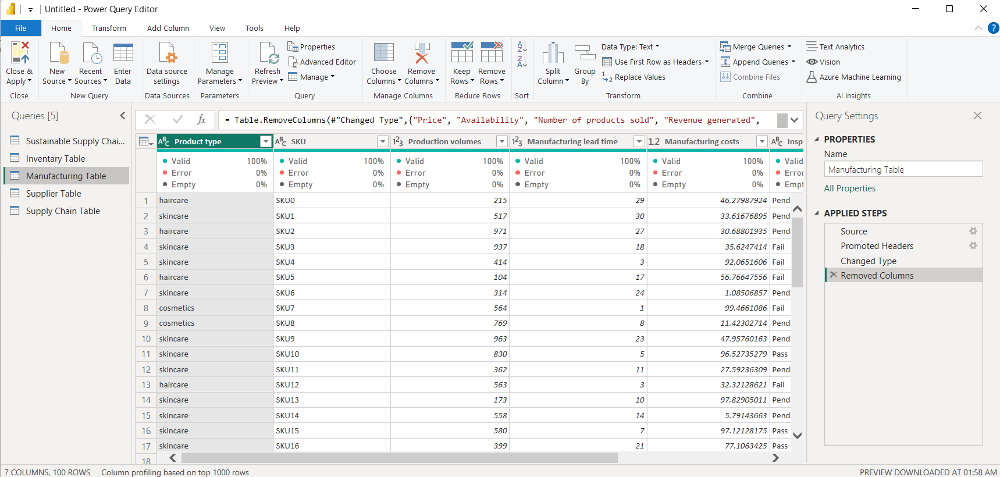 Untitled - Power Query Editor
File Home Transform Add Column View Tools Help
Close & Apply
New Source
Recent Sources
Enter Data
Data source settings
Manage Parameters
Refresh Preview
Properties
Advanced Editor
Manage
Choose Columns
Remove Columns
Keep Rows
Remove Rows
Split Column
Group By
Data Type: Text
Use First Row as Headers
Replace Values
Merge Queries
Append Queries
Combine Files
Text Analytics
Vision
Azure Machine Learning
Close New Query Data Sources Parameters Query Manage Columns Reduce Rows Sort Transform Combine AI Insights
Queries [5]
Sustainable Supply Chai...
Inventory Table
Manufacturing Table
Supplier Table
Supply Chain Table
fx = Table.RemoveColumns(#"Changed Type",{"Price", "Availability", "Number of products sold", "Revenue generated",
ABC Product type ABC SKU 123 Production volumes 123 Manufacturing lead time 1.2 Manufacturing costs ABC Insp
Valid 100% Valid 100% Valid 100% Valid 100% Valid 100% Valid
Error 0% Error 0% Error 0% Error 0% Error 0% Error
Empty 0% Empty 0% Empty 0% Empty 0% Empty 0% Empt
1 haircare SKU0 215 29 46.27987924 Pendi
2 skincare SKU1 517 30 33.61676895 Pendi
3 haircare SKU2 971 27 30.68801935 Pendi
4 skincare SKU3 937 18 35.6247414 Fail
5 skincare SKU4 414 3 92.0651606 Fail
6 haircare SKU5 104 17 56.76647556 Fail
7 skincare SKU6 314 24 1.08506857 Pendi
8 cosmetics SKU7 564 1 99.4661086 Fail
9 cosmetics SKU8 769 8 11.42302714 Pendi
10 skincare SKU9 963 23 47.95760163 Pendi
11 skincare SKU10 830 5 96.52735279 Pass
12 skincare SKU11 362 11 27.59236309 Pendi
13 haircare SKU12 563 3 32.32128621 Fail
14 skincare SKU13 173 10 97.82905011 Pendi
15 skincare SKU14 558 14 5.79143663 Pendi
16 skincare SKU15 580 7 97.12128175 Pass
17 skincare SKU16 399 21 77.1063425 Pass
18
Query Settings
PROPERTIES
Name
Manufacturing Table
All Properties
APPLIED STEPS
Source
Promoted Headers
Changed Type
Removed Columns
7 COLUMNS, 100 ROWS Column profiling based on top 1000 rows PREVIEW DOWNLOADED AT 01:58 AM